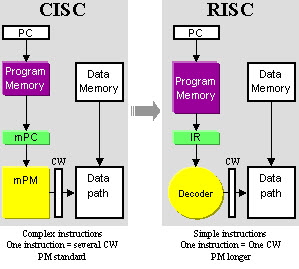 CISC
PC
Program
Memory
Data
Memory
mPC
mPM
CW
Data
path
Complex instructions
One instruction = several CW
PM standard
RISC
PC
Program
Memory
Data
Memory
IR
Decoder
CW
Data
path
Simple instructions
One instruction = One CW
PM longer